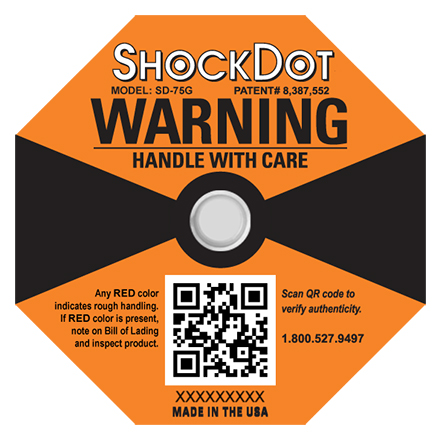 SHOCKDOT
MODEL: SD-75G PATENT# 8,387,552
WARNING
HANDLE WITH CARE
Any RED color
indicates rough handling.
If RED color is present,
note on Bill of Lading
and inspect product.
Scan QR code to
verify authenticity.
1.800.527.9497
XXXXXXXXX
MADE IN THE USA